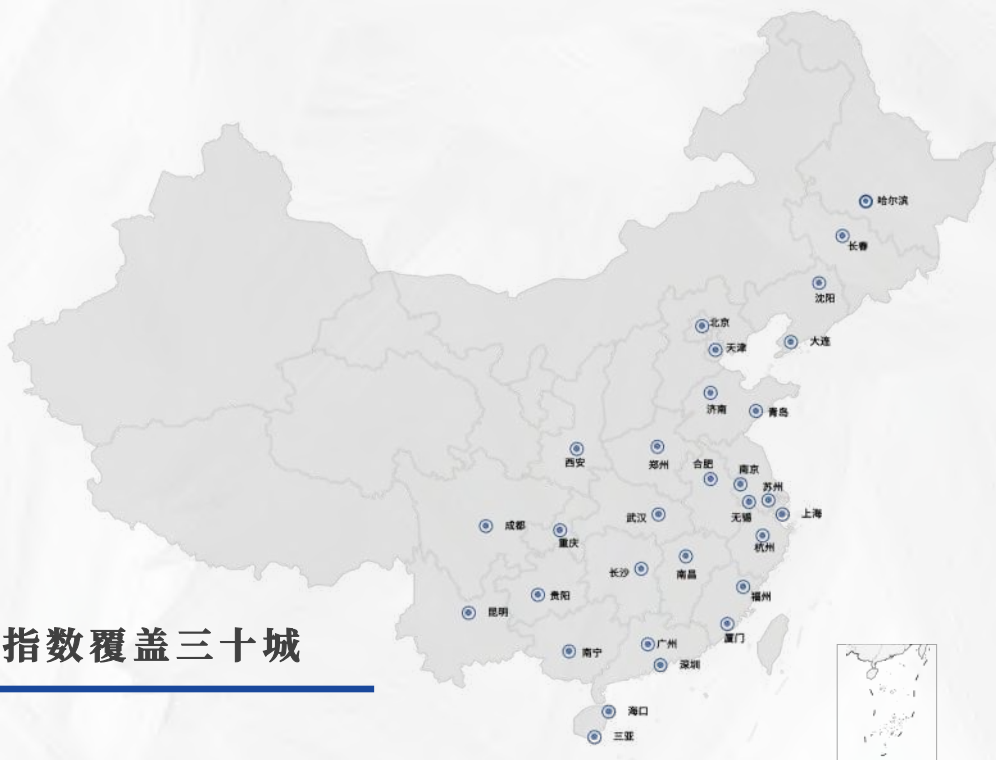 哈尔滨
长春
沈阳
北京
天津
大连
济南
青岛
西安
郑州
合肥
南京
苏州
无锡
上海
武汉
成都
重庆
杭州
长沙
南昌
贵阳
福州
昆明
厦门
指数覆盖三十城
南宁
广州
深圳
海口
三亚